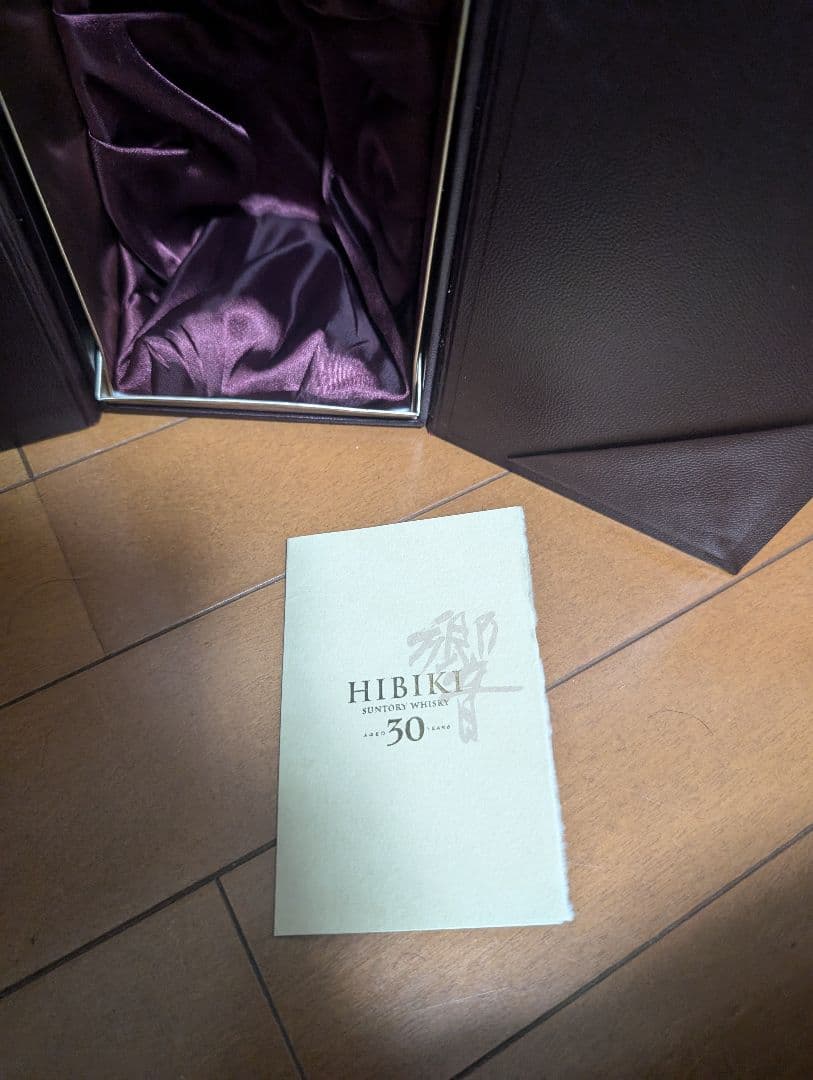 響
HIBIKI
SUNTORY WHISKY
AGED 30 YEARS